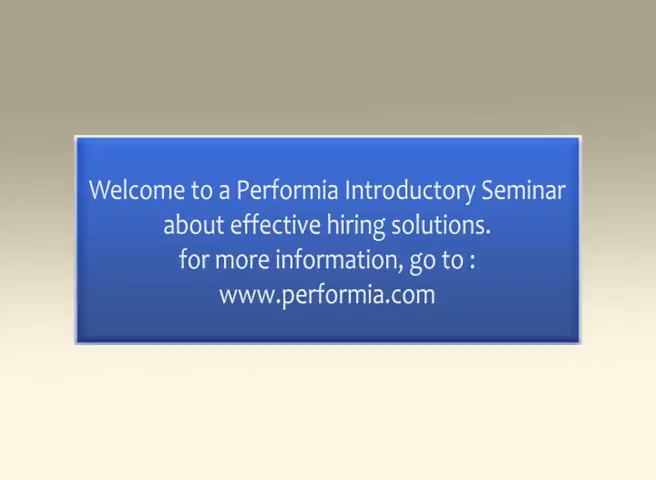 Welcome to a Performia Introductory Seminar
about effective hiring solutions.
for more information, go to :
www.performia.com